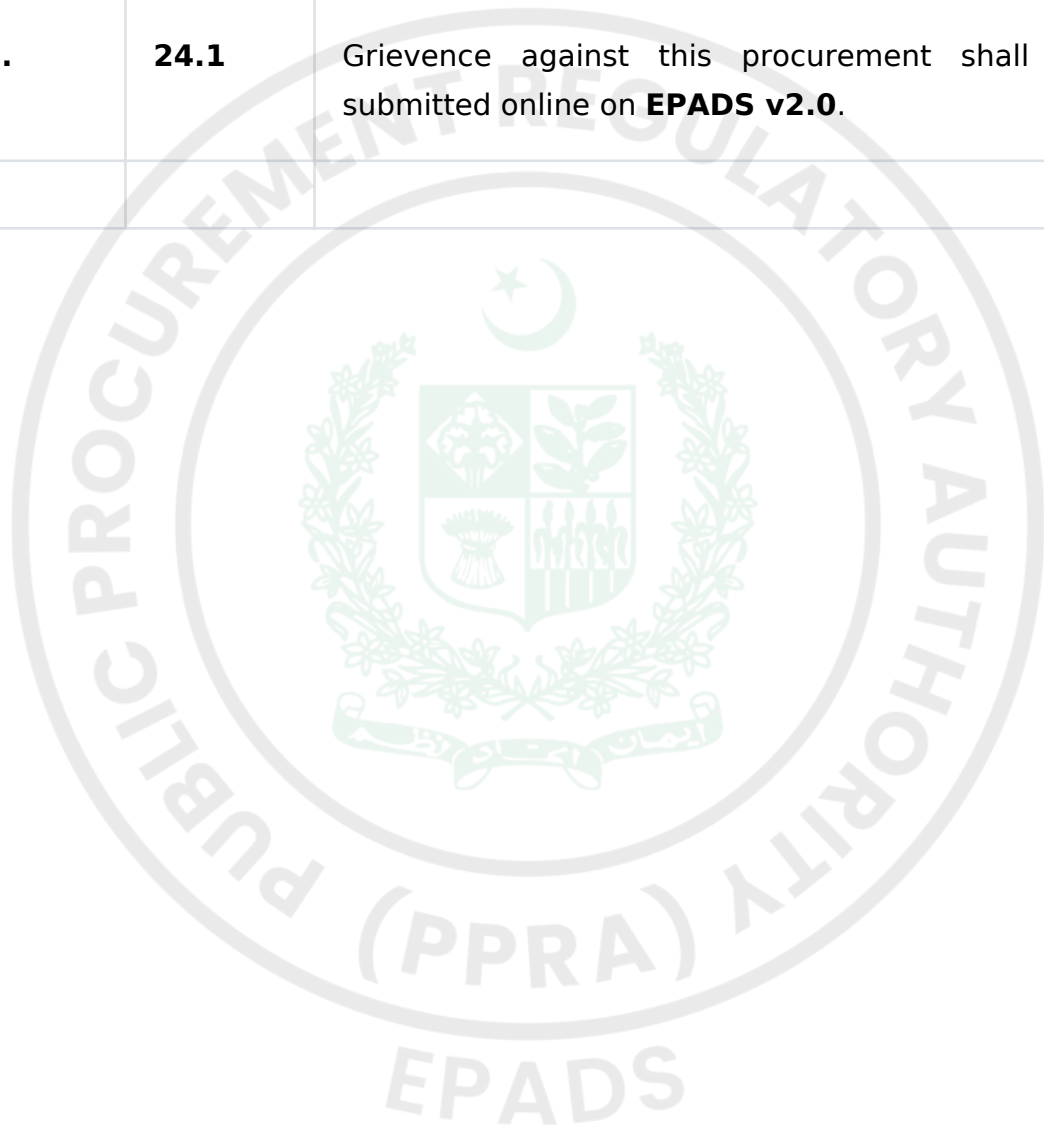 . 24.1 Grievence against this procurement shall
submitted online on EPADS v2.0.
PUBLIC PROCUREMENT REGULATORY AUTHORITY
(PPRA)
EPADS